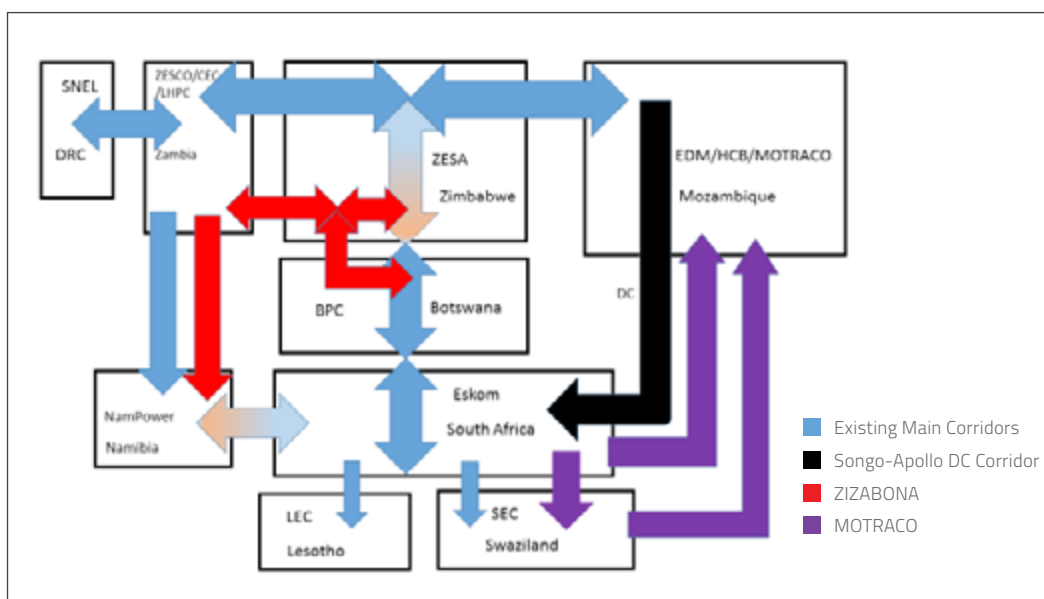 SNEL
DRC
ZESCO/CEC
/LHPC
Zambia
ZESA
Zimbabwe
EDM/HCB/MOTRACO
Mozambique
BPC
Botswana
DC
NamPower
Namibia
Eskom
South Africa
LEC
Lesotho
SEC
Swaziland
Existing Main Corridors
Songo-Apollo DC Corridor
ZIZABONA
MOTRACO